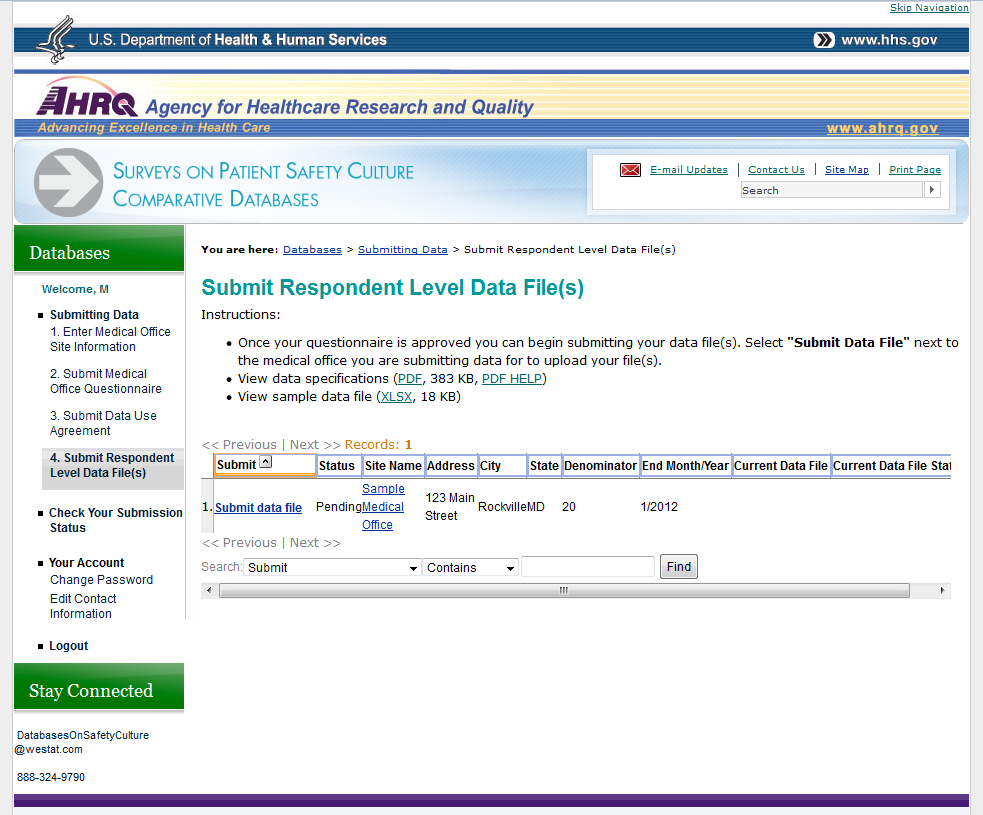 Skip Navigation
U.S. Department of Health & Human Services
www.hhs.gov
AHRQ Agency for Healthcare Research and Quality
Advancing Excellence in Health Care
www.ahrq.gov
SURVEYS ON PATIENT SAFETY CULTURE
COMPARATIVE DATABASES
E-mail Updates | Contact Us | Site Map | Print Page
Search
Databases
Welcome, M
Submitting Data
1. Enter Medical Office
Site Information
2. Submit Medical
Office Questionnaire
3. Submit Data Use
Agreement
4. Submit Respondent
Level Data File(s)
Check Your Submission
Status
Your Account
Change Password
Edit Contact
Information
Logout
Stay Connected
DatabasesOnSafetyCulture
@westat.com
888-324-9790
You are here: Databases > Submitting Data > Submit Respondent Level Data File(s)
Submit Respondent Level Data File(s)
Instructions:
• Once your questionnaire is approved you can begin submitting your data file(s). Select "Submit Data File" next to
the medical office you are submitting data for to upload your file(s).
• View data specifications (PDF, 383 KB, PDF HELP)
• View sample data file (XLSX, 18 KB)
<< Previous | Next >> Records: 1
Submit Status Site Name Address City State Denominator End Month/Year Current Data File Current Data File Stat
1. Submit data file Pending Sample Medical Office 123 Main Street Rockville MD 20 1/2012
<< Previous | Next >>
Search: Submit Contains Find